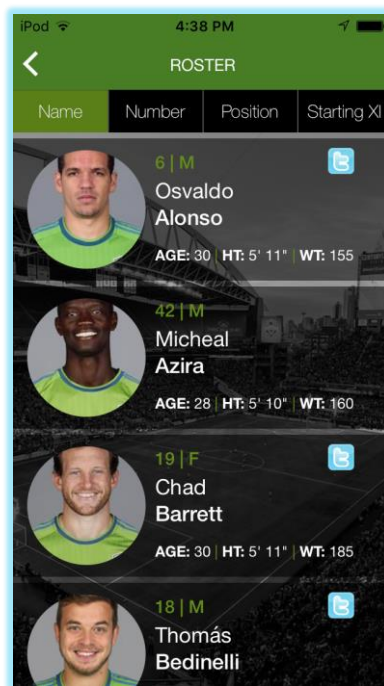 iPod 4:38 PM
ROSTER
Name Number Position Starting XI
6 | M
Osvaldo
Alonso
AGE: 30 | HT: 5' 11" | WT: 155
42 | M
Micheal
Azira
AGE: 28 | HT: 5' 10" | WT: 160
19 | F
Chad
Barrett
AGE: 30 | HT: 5' 11" | WT: 185
18 | M
Thomás
Bedinelli